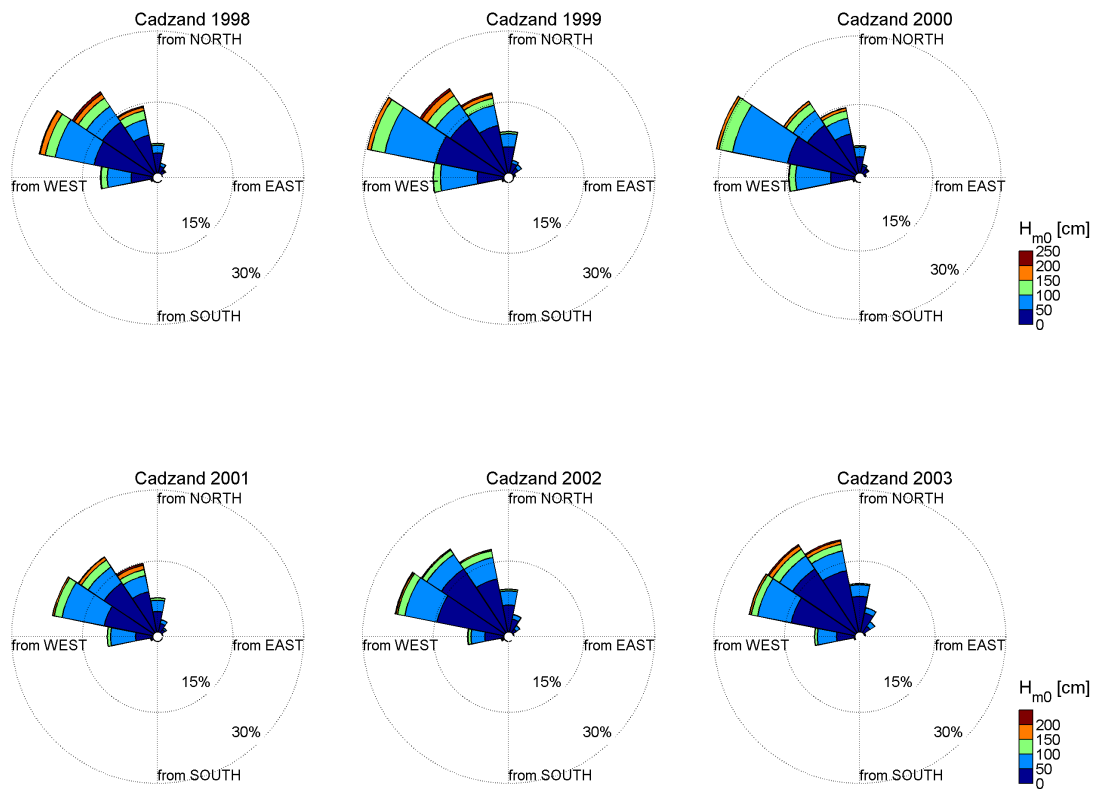 Cadzand 1998
from NORTH
from WEST
from EAST
15%
30%
from SOUTH
Cadzand 1999
from NORTH
from WEST
from EAST
15%
30%
from SOUTH
Cadzand 2000
from NORTH
from WEST
from EAST
15%
30%
from SOUTH
Hm0 [cm]
250
200
150
100
50
0
Cadzand 2001
from NORTH
from WEST
from EAST
15%
30%
from SOUTH
Cadzand 2002
from NORTH
from WEST
from EAST
15%
30%
from SOUTH
Cadzand 2003
from NORTH
from WEST
from EAST
15%
30%
from SOUTH
Hm0 [cm]
200
150
100
50
0